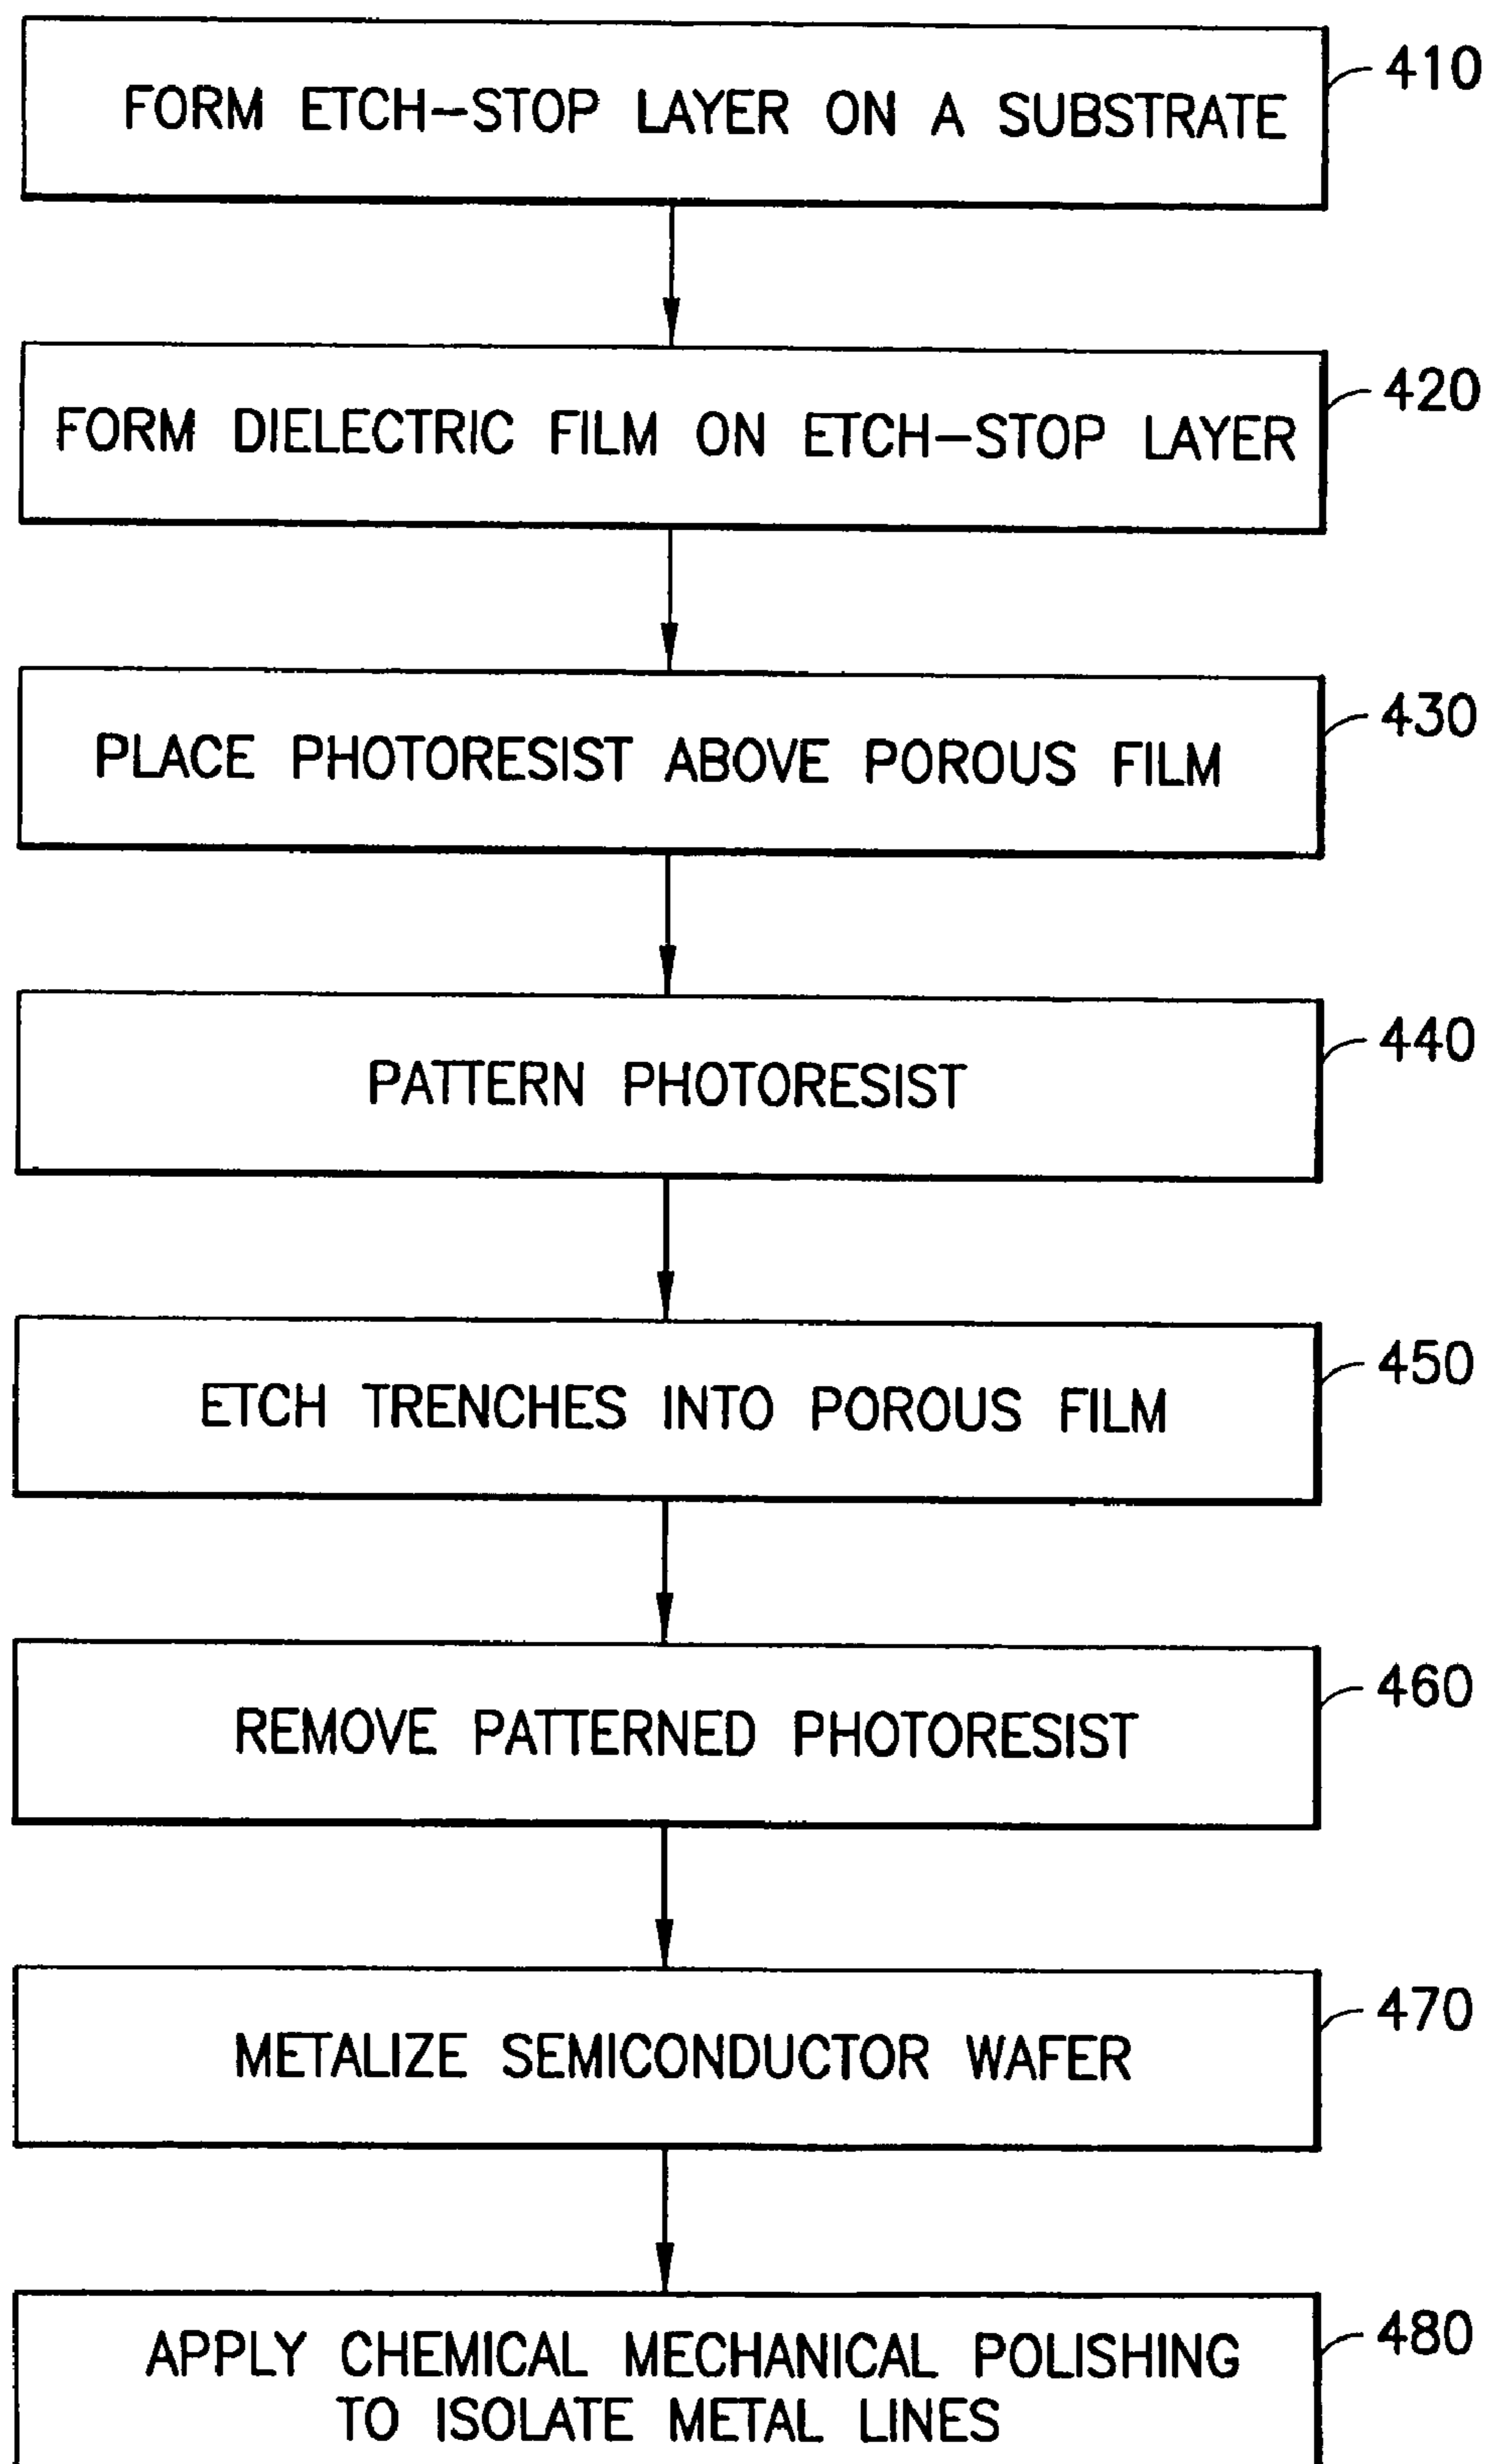 FORM ETCH-STOP LAYER ON A SUBSTRATE
410
FORM DIELECTRIC FILM ON ETCH-STOP LAYER
420
PLACE PHOTORESIST ABOVE POROUS FILM
430
PATTERN PHOTORESIST
440
ETCH TRENCHES INTO POROUS FILM
450
REMOVE PATTERNED PHOTORESIST
460
METALIZE SEMICONDUCTOR WAFER
470
APPLY CHEMICAL MECHANICAL POLISHING
TO ISOLATE METAL LINES
480